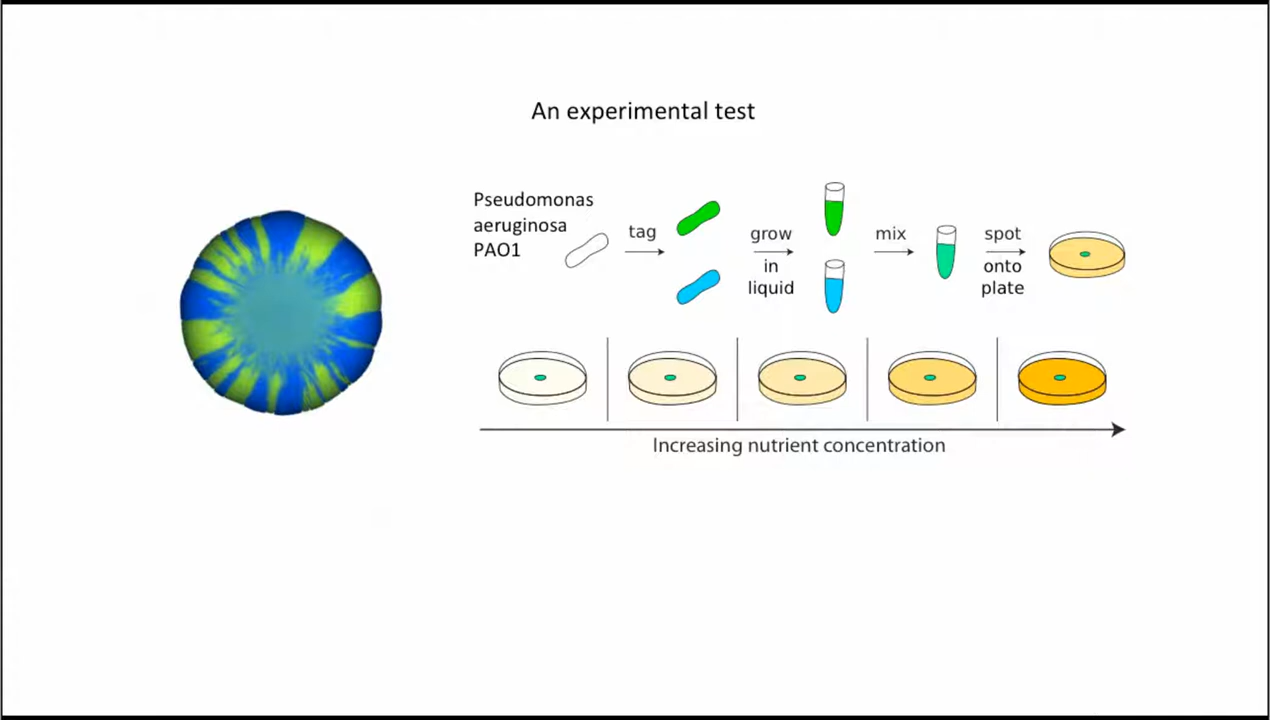 An experimental test
Pseudomonas
aeruginosa
PAO1
tag
grow
in
liquid
mix
spot
onto
plate
Increasing nutrient concentration